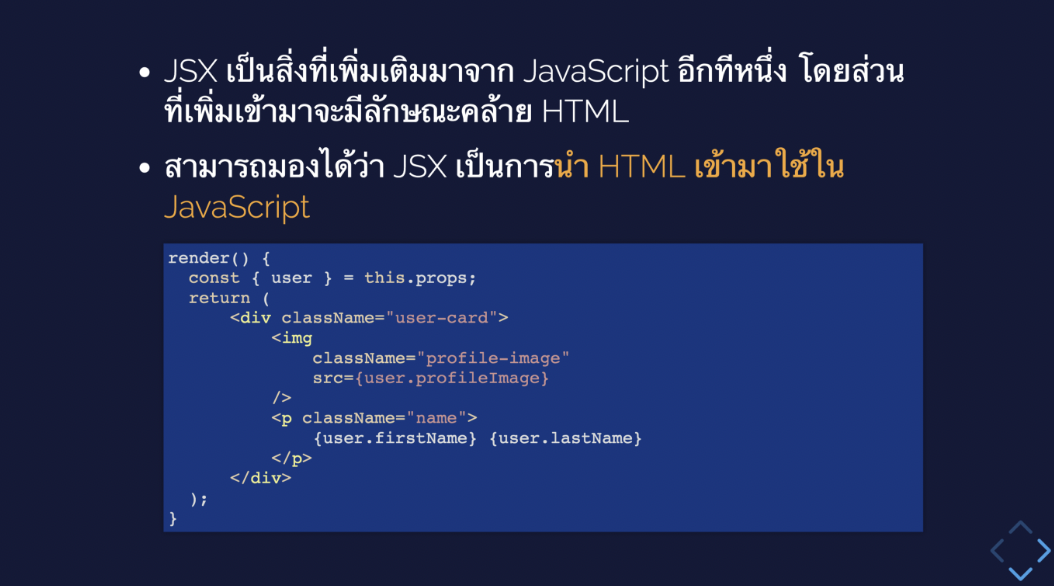 • JSX เป็นสิ่งที่เพิ่มเติมมาจาก JavaScript อีกทีหนึ่ง โดยส่วน
ที่เพิ่มเข้ามาจะมีลักษณะคล้าย HTML
• สามารถมองได้ว่า JSX เป็นการนำ HTML เข้ามาใช้ใน
JavaScript
render() {
  const { user } = this.props;
  return (
      <div className="user-card">
          <img
              className="profile-image"
              src={user.profileImage}
          />
          <p className="name">
              {user.firstName} {user.lastName}
          </p>
      </div>
  );
}